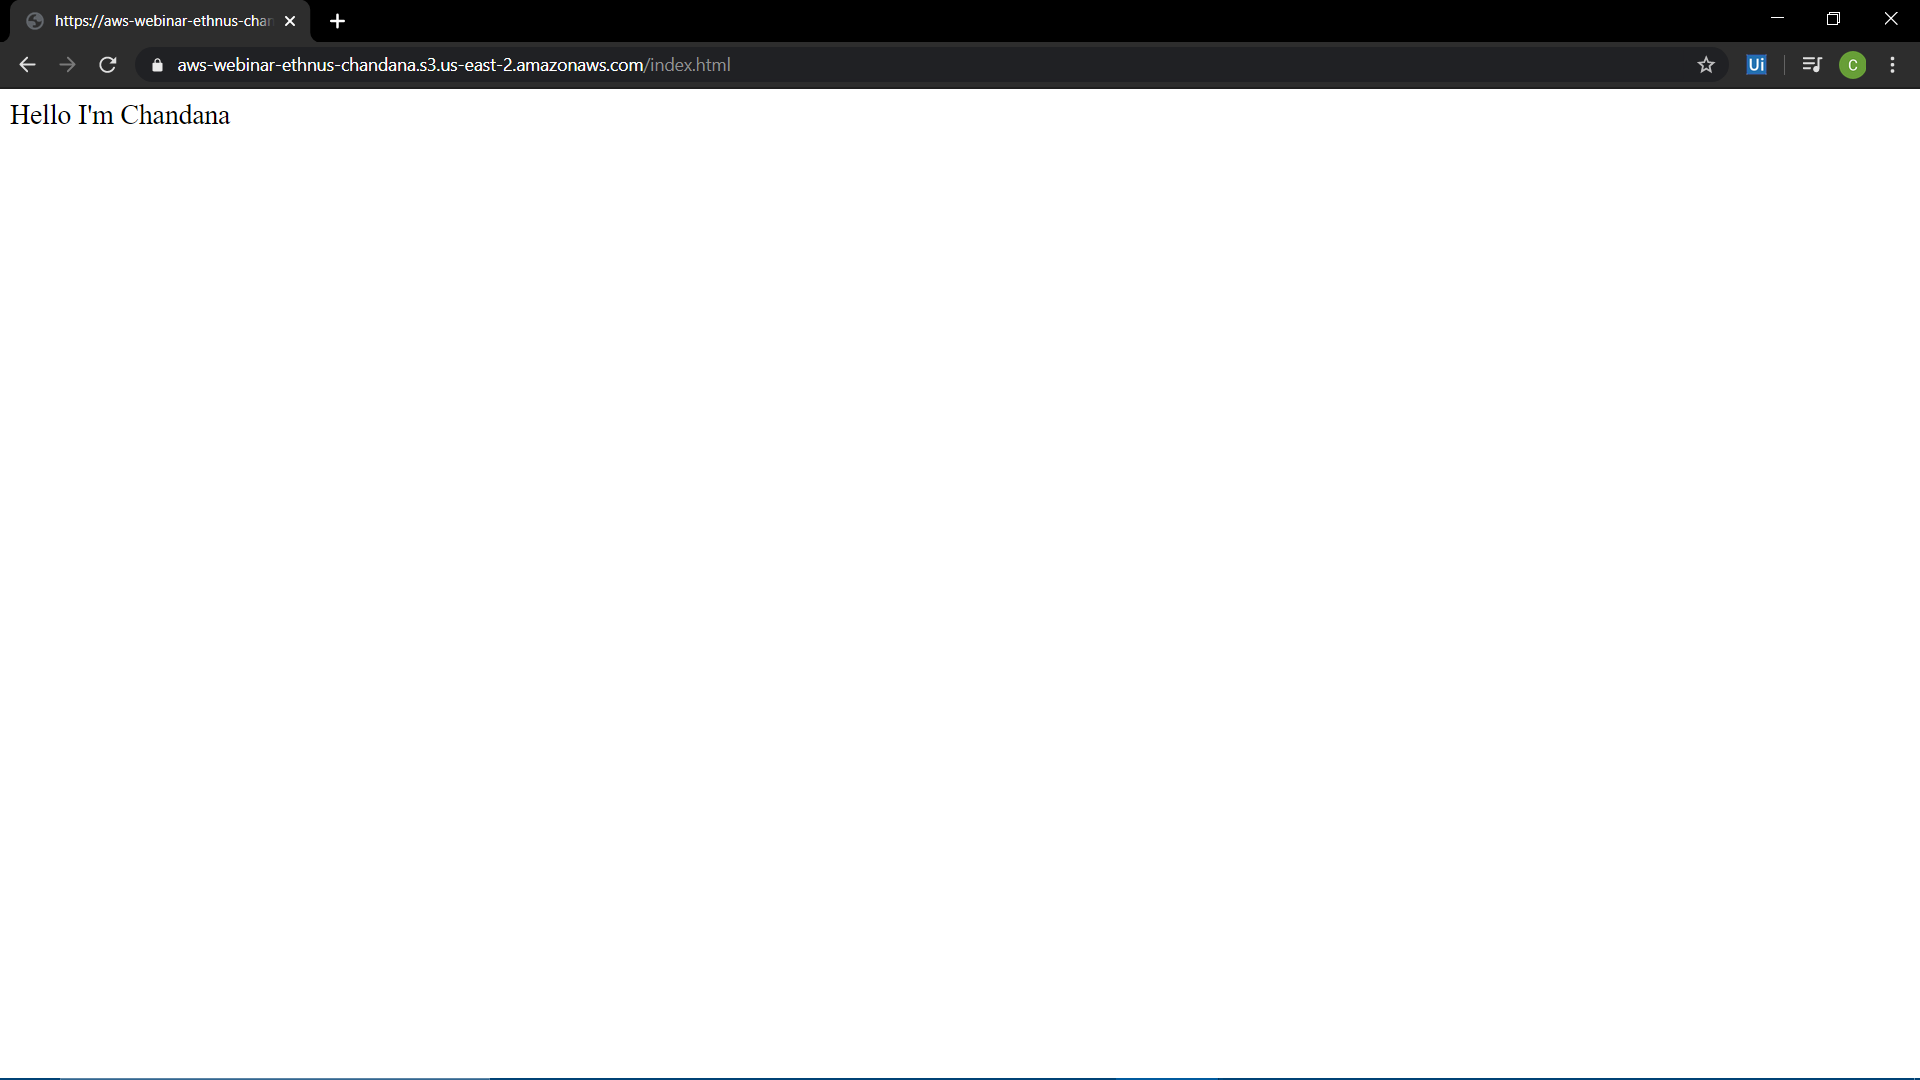 https://aws-webinar-ethnus-chan
aws-webinar-ethnus-chandana.s3.us-east-2.amazonaws.com/index.html
Ui
C
Hello I'm Chandana